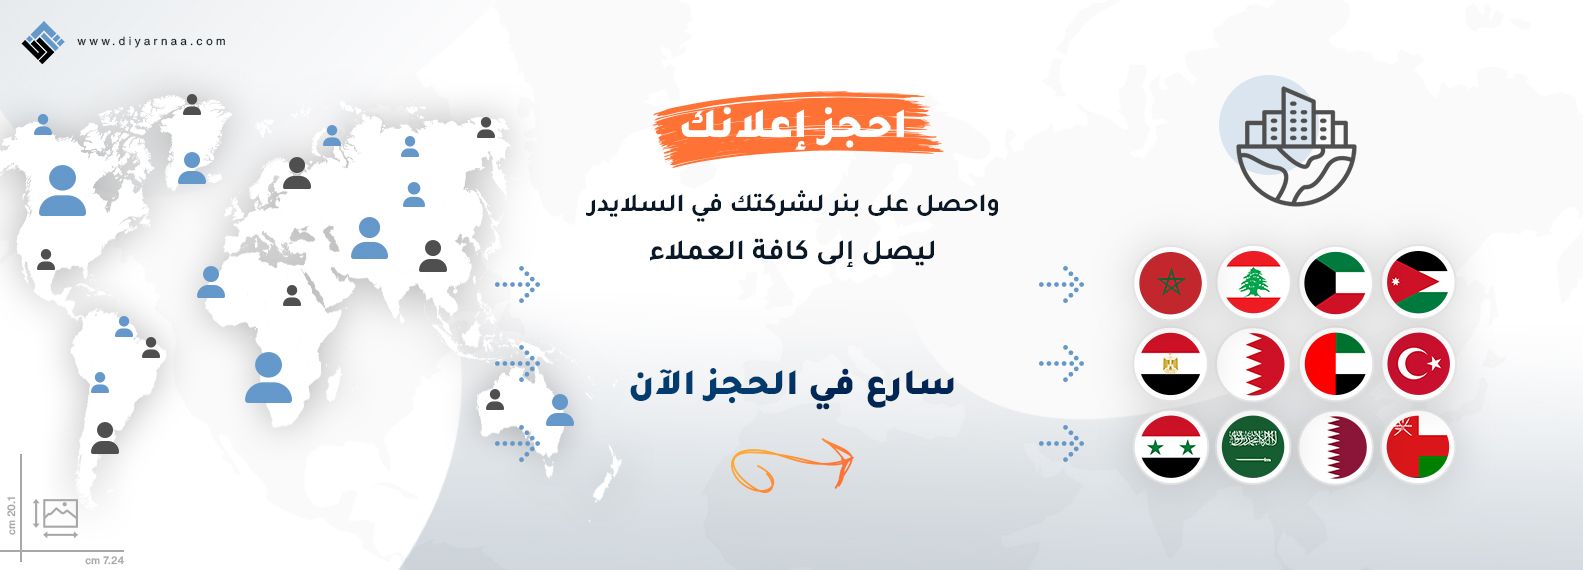 www.diyarnaa.com
احجز إعلانك
واحصل على بنر لشركتك في السلايدر
ليصل إلى كافة العملاء
سارع في الحجز الآن
cm 20.1
cm 7.24